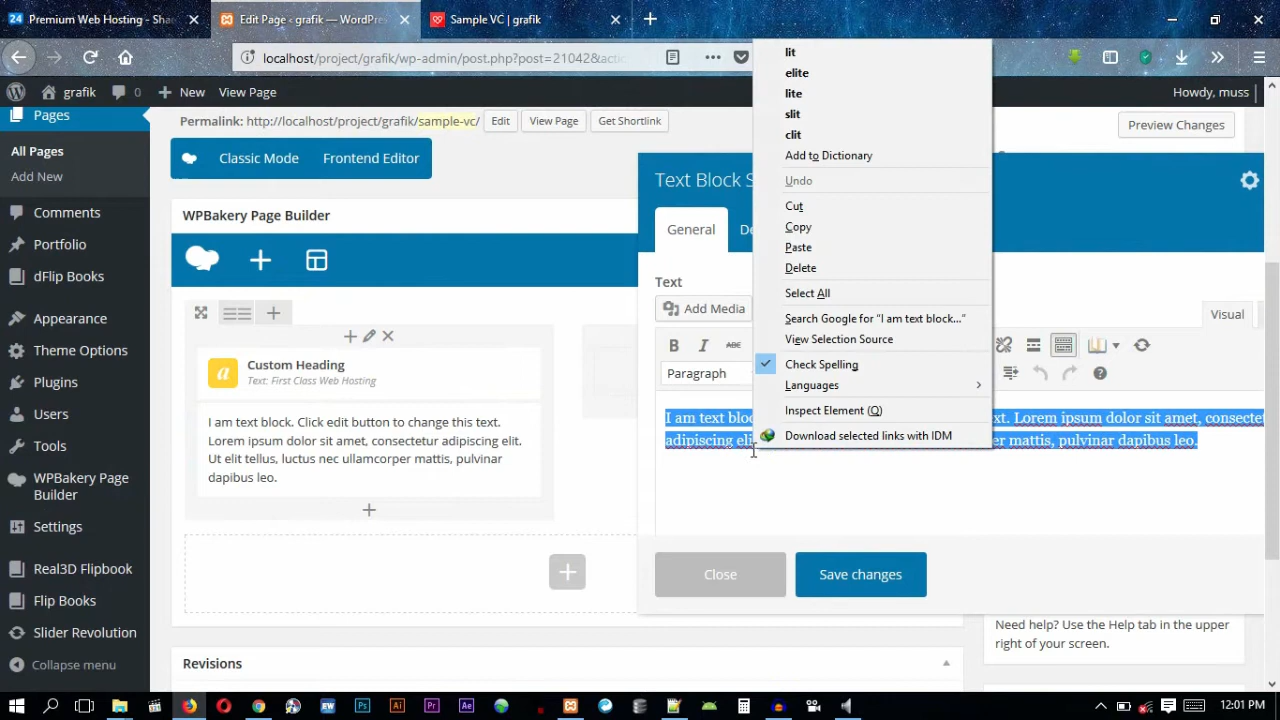 Premium Web Hosting - Sha
Edit Page ‹ grafik — WordPre
Sample VC | grafik
localhost/project/grafik/wp-admin/post.php?post=21042&acti
grafik
0
New
View Page
Howdy, muss
Pages
All Pages
Add New
Comments
Portfolio
dFlip Books
Appearance
Theme Options
Plugins
Users
Tools
WPBakery Page
Builder
Settings
Real3D Flipbook
Flip Books
Slider Revolution
Collapse menu
Permalink: http://localhost/project/grafik/sample-vc/
Edit
View Page
Get Shortlink
Preview Changes
Classic Mode
Frontend Editor
WPBakery Page Builder
Custom Heading
Text: First Class Web Hosting
I am text block. Click edit button to change this text.
Lorem ipsum dolor sit amet, consectetur adipiscing elit.
Ut elit tellus, luctus nec ullamcorper mattis, pulvinar
dapibus leo.
Revisions
Text Block S
General
De
Text
Add Media
Visual
B I ABC
Paragraph
I am text bloc
xt. Lorem ipsum dolor sit amet, consectet
adipiscing eli
er mattis, pulvinar dapibus leo.
Close
Save changes
Need help? Use the Help tab in the upper
right of your screen.
lit
elite
lite
slit
clit
Add to Dictionary
Undo
Cut
Copy
Paste
Delete
Select All
Search Google for “I am text block...”
View Selection Source
Check Spelling
Languages
Inspect Element (Q)
Download selected links with IDM
12:01 PM